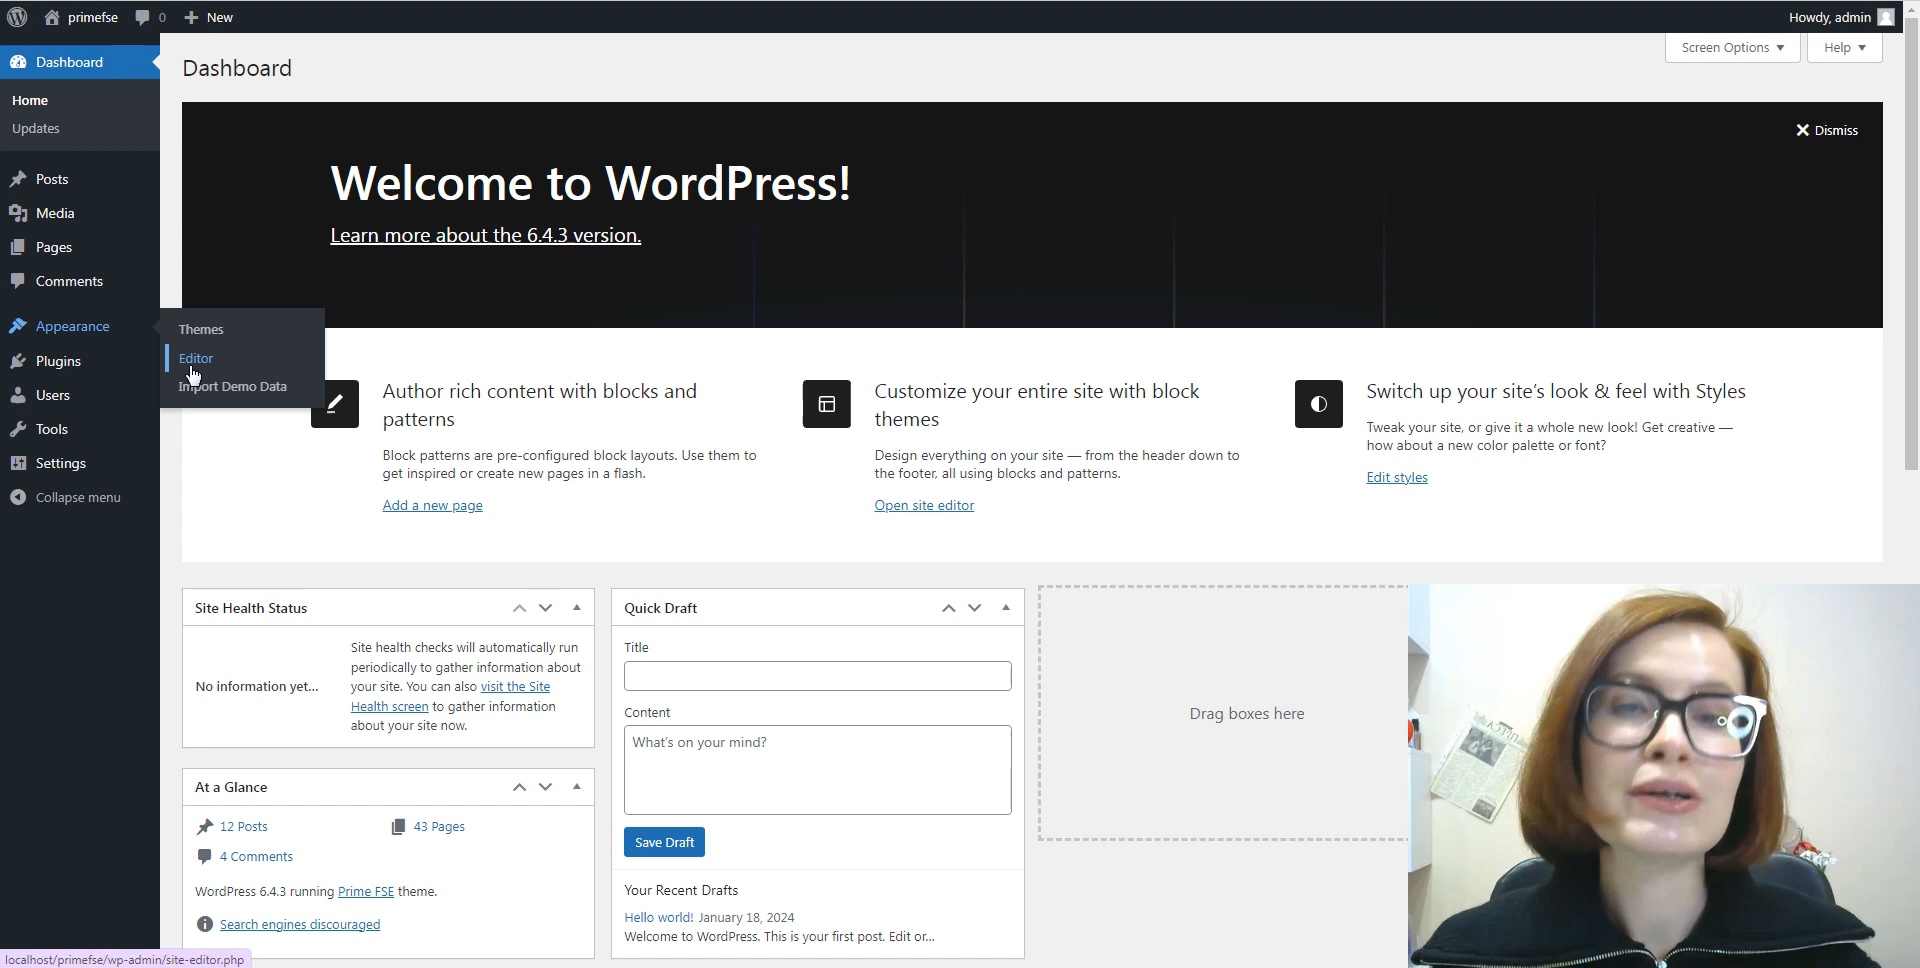 primefse
0
New
Howdy, admin
Dashboard
Home
Updates
Posts
Media
Pages
Comments
Appearance
Plugins
Users
Tools
Settings
Collapse menu
Themes
Editor
Import Demo Data
Dashboard
Screen Options
Help
Dismiss
Welcome to WordPress!
Learn more about the 6.4.3 version.
Author rich content with blocks and
patterns
Block patterns are pre-configured block layouts. Use them to
get inspired or create new pages in a flash.
Add a new page
Customize your entire site with block
themes
Design everything on your site — from the header down to
the footer, all using blocks and patterns.
Open site editor
Switch up your site’s look & feel with Styles
Tweak your site, or give it a whole new look! Get creative —
how about a new color palette or font?
Edit styles
Site Health Status
No information yet...
Site health checks will automatically run
periodically to gather information about
your site. You can also visit the Site
Health screen to gather information
about your site now.
At a Glance
12 Posts
43 Pages
4 Comments
WordPress 6.4.3 running Prime FSE theme.
Search engines discouraged
Quick Draft
Title
Content
What's on your mind?
Save Draft
Your Recent Drafts
Hello world! January 18, 2024
Welcome to WordPress. This is your first post. Edit or...
Drag boxes here
localhost/primefse/wp-admin/site-editor.php